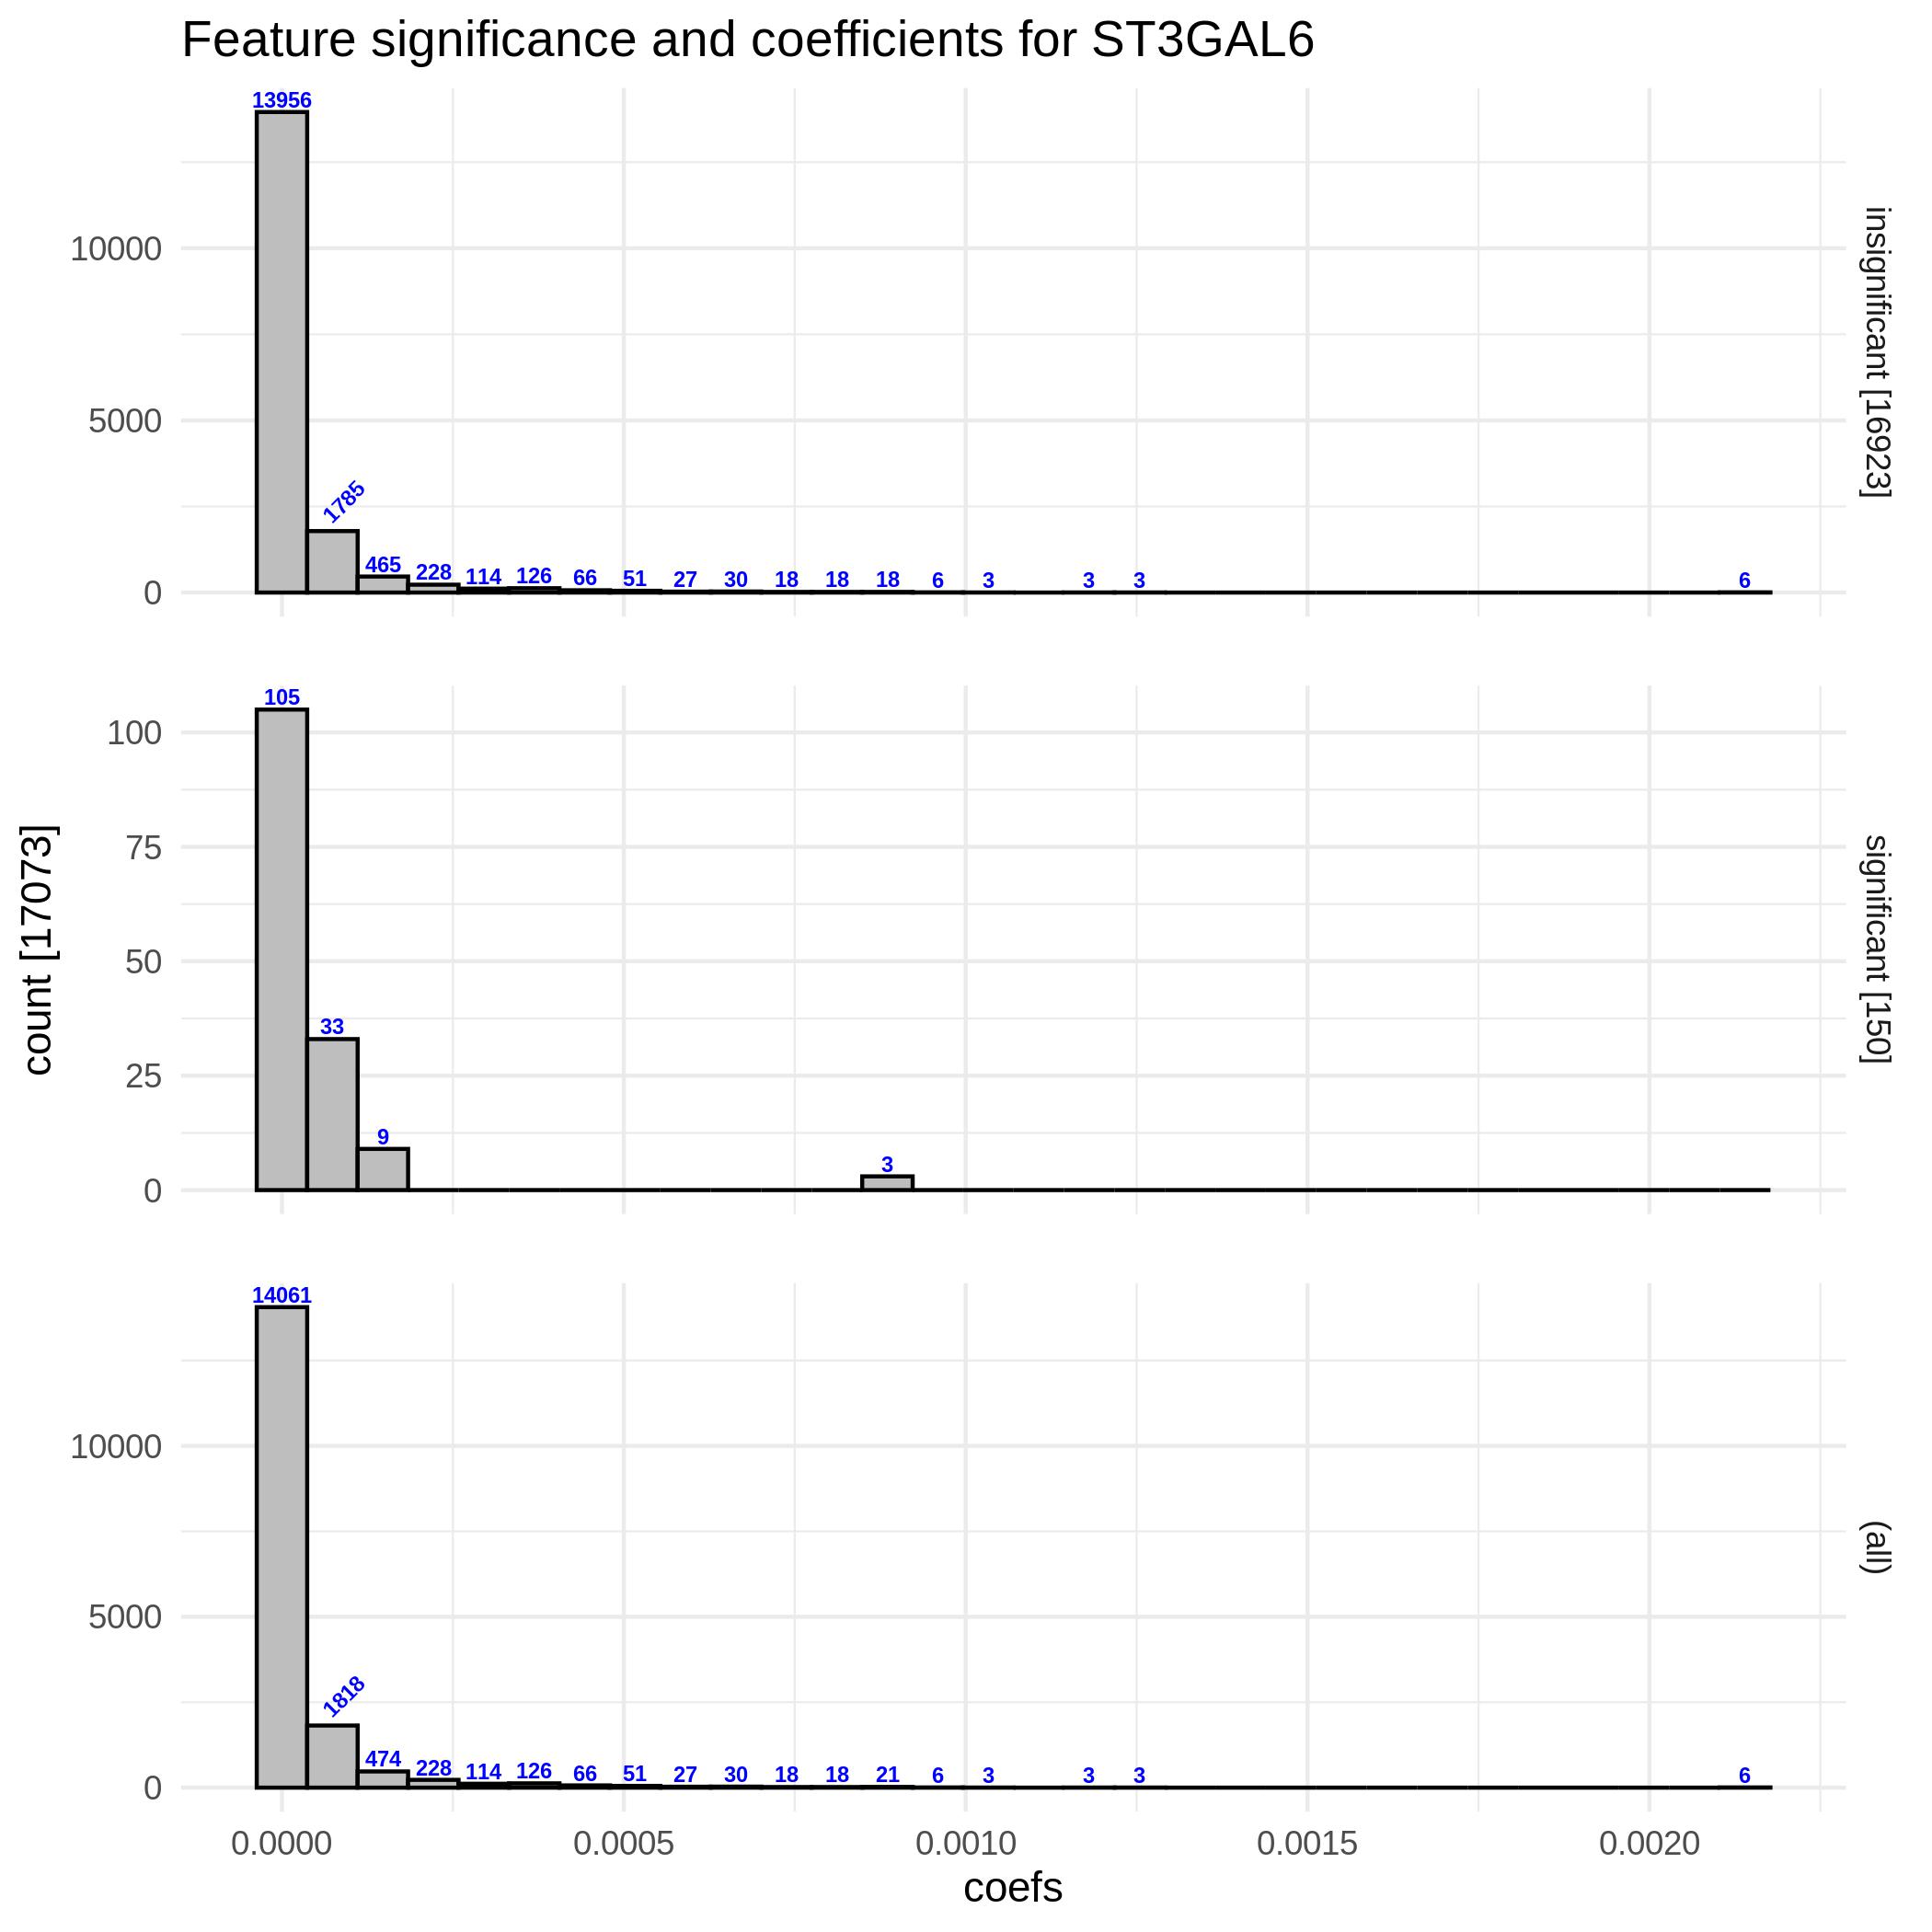 Feature significance and coefficients for ST3GAL6
13956
10000
5000
0
1785
465 228 114 126 66 51 27 30 18 18 18 6 3 3 3 6
insignificant [16923]
105
100
75
50
25
0
33
9
3
significant [150]
count [17073]
14061
10000
5000
0
1818
474 228 114 126 66 51 27 30 18 18 21 6 3 3 3 6
(all)
0.0000 0.0005 0.0010 0.0015 0.0020
coefs